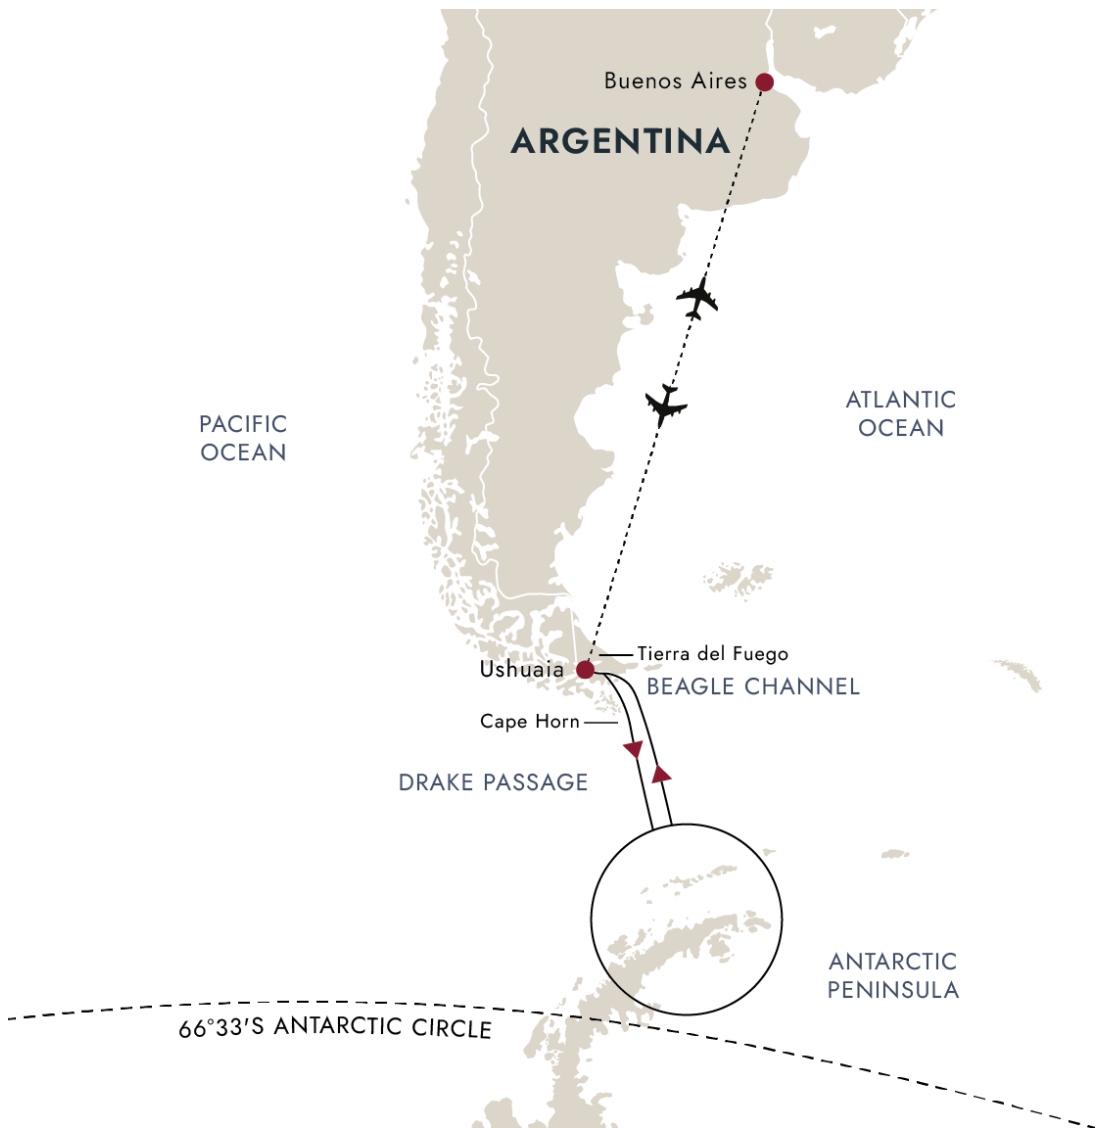 Buenos Aires
ARGENTINA
PACIFIC
OCEAN
ATLANTIC
OCEAN
Tierra del Fuego
Ushuaia
BEAGLE CHANNEL
Cape Horn
DRAKE PASSAGE
ANTARCTIC
PENINSULA
66°33'S ANTARCTIC CIRCLE